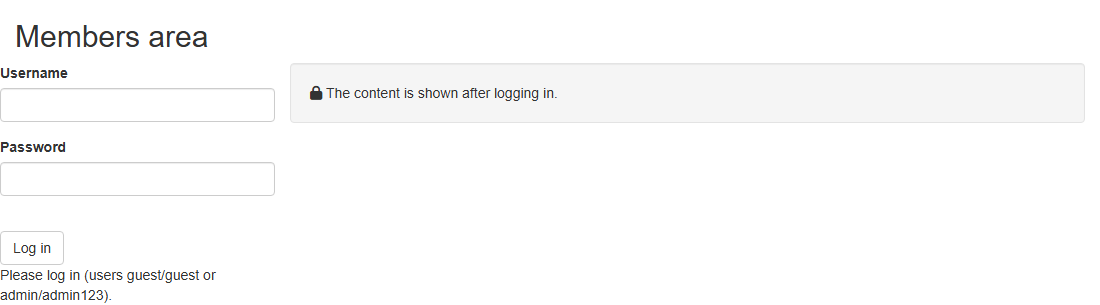 Members area
Username
The content is shown after logging in.
Password
Log in
Please log in (users guest/guest or
admin/admin123).